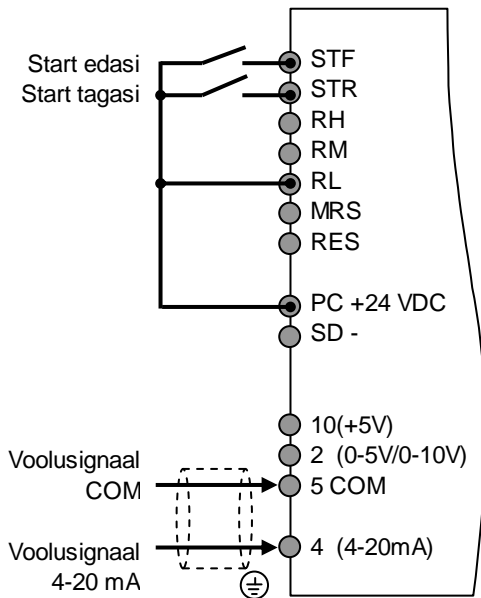 Start edasi
Start tagasi
STF
STR
RH
RM
RL
MRS
RES
PC +24 VDC
SD -
10(+5V)
2 (0-5V/0-10V)
5 COM
4 (4-20mA)
Voolusignaal
COM
Voolusignaal
4-20 mA